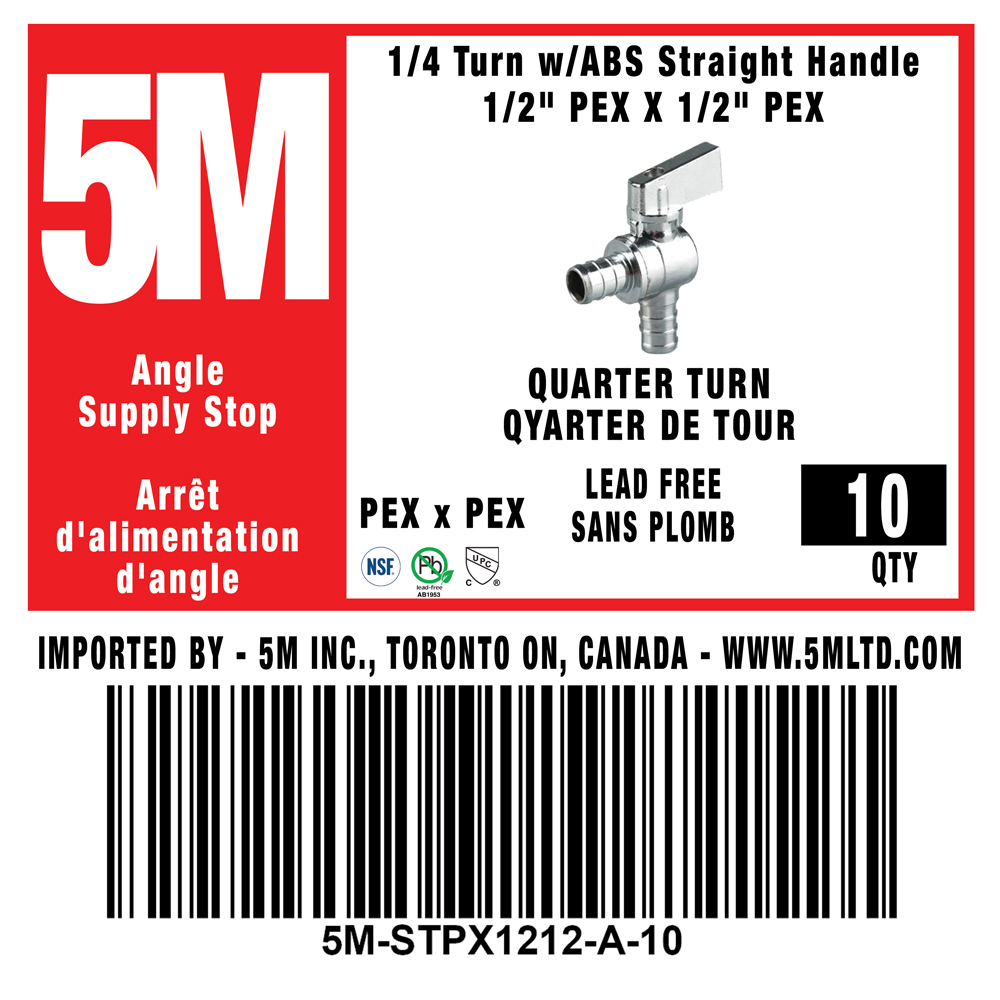 5M
Angle
Supply Stop
Arrêt
d'alimentation
d'angle
1/4 Turn w/ABS Straight Handle
1/2" PEX X 1/2" PEX
QUARTER TURN
QYARTER DE TOUR
PEX x PEX
LEAD FREE
SANS PLOMB
10
QTY
NSF.
Pb
lead-free
AB1953
UPC
C ®
IMPORTED BY - 5M INC., TORONTO ON, CANADA - WWW.5MLTD.COM
5M-STPX1212-A-10